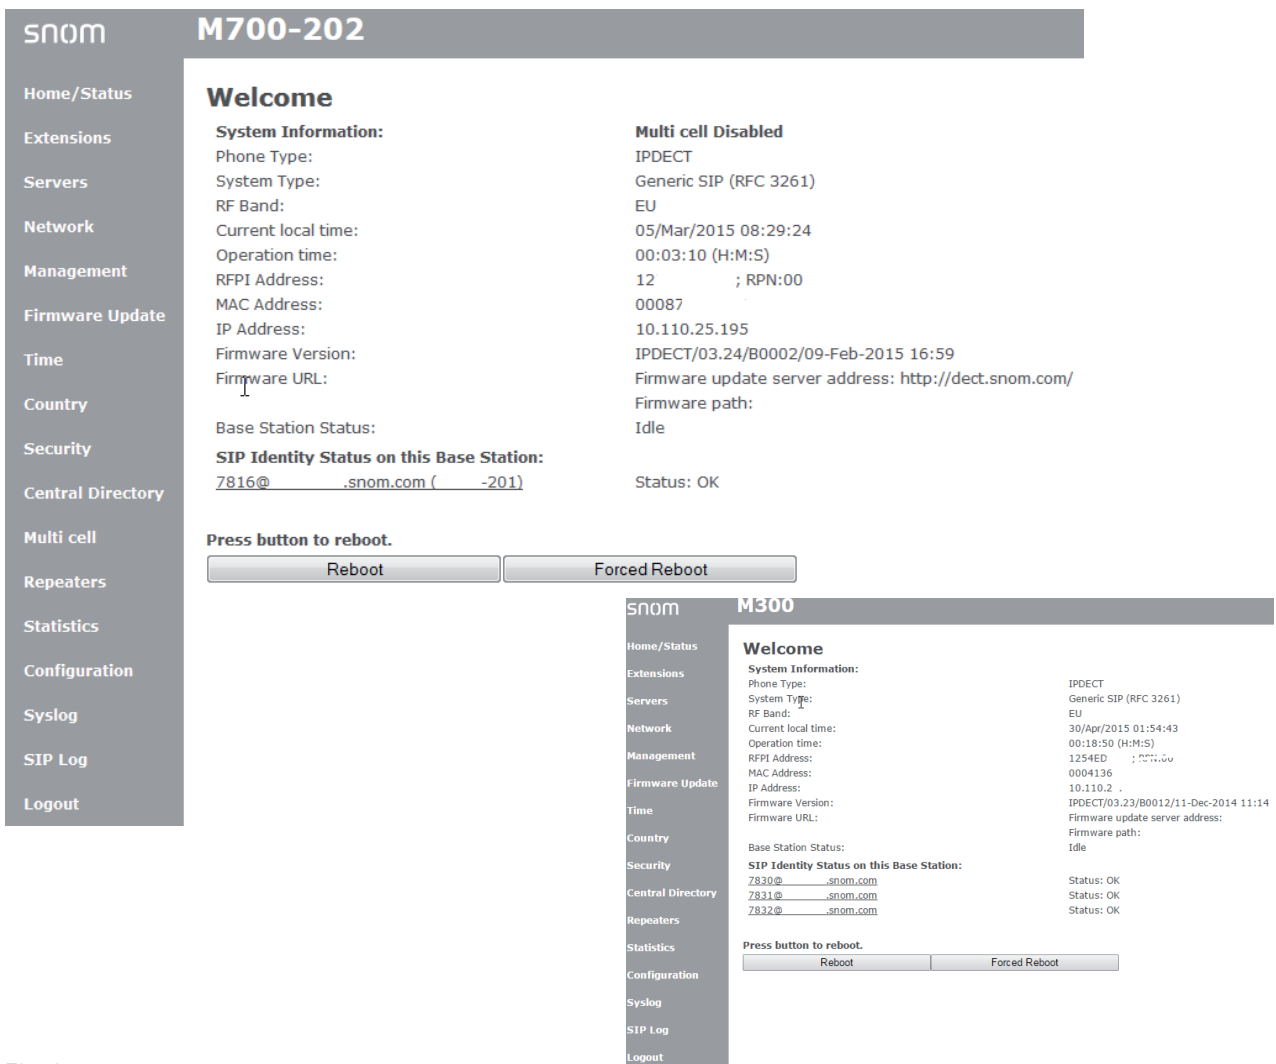 snom
M700-202
Home/Status
Extensions
Servers
Network
Management
Firmware Update
Time
Country
Security
Central Directory
Multi cell
Repeaters
Statistics
Configuration
Syslog
SIP Log
Logout
Welcome
System Information: Multi cell Disabled
Phone Type: IPDECT
System Type: Generic SIP (RFC 3261)
RF Band: EU
Current local time: 05/Mar/2015 08:29:24
Operation time: 00:03:10 (H:M:S)
RFPI Address: 12 ; RPN:00
MAC Address: 00087
IP Address: 10.110.25.195
Firmware Version: IPDECT/03.24/B0002/09-Feb-2015 16:59
Firmware URL: Firmware update server address: http://dect.snom.com/
Firmware path:
Base Station Status: Idle
SIP Identity Status on this Base Station:
7816@ .snom.com ( -201) Status: OK
Press button to reboot.
Reboot Forced Reboot
snom
M300
Home/Status
Extensions
Servers
Network
Management
Firmware Update
Time
Country
Security
Central Directory
Repeaters
Statistics
Configuration
Syslog
SIP Log
Logout
Welcome
System Information:
Phone Type: IPDECT
System Type: Generic SIP (RFC 3261)
RF Band: EU
Current local time: 30/Apr/2015 01:54:43
Operation time: 00:18:50 (H:M:S)
RFPI Address: 1254ED ;
MAC Address: 0004136
IP Address: 10.110.2 .
Firmware Version: IPDECT/03.23/B0012/11-Dec-2014 11:14
Firmware URL: Firmware update server address:
Firmware path:
Base Station Status: Idle
SIP Identity Status on this Base Station:
7830@ .snom.com Status: OK
7831@ .snom.com Status: OK
7832@ .snom.com Status: OK
Press button to reboot.
Reboot Forced Reboot